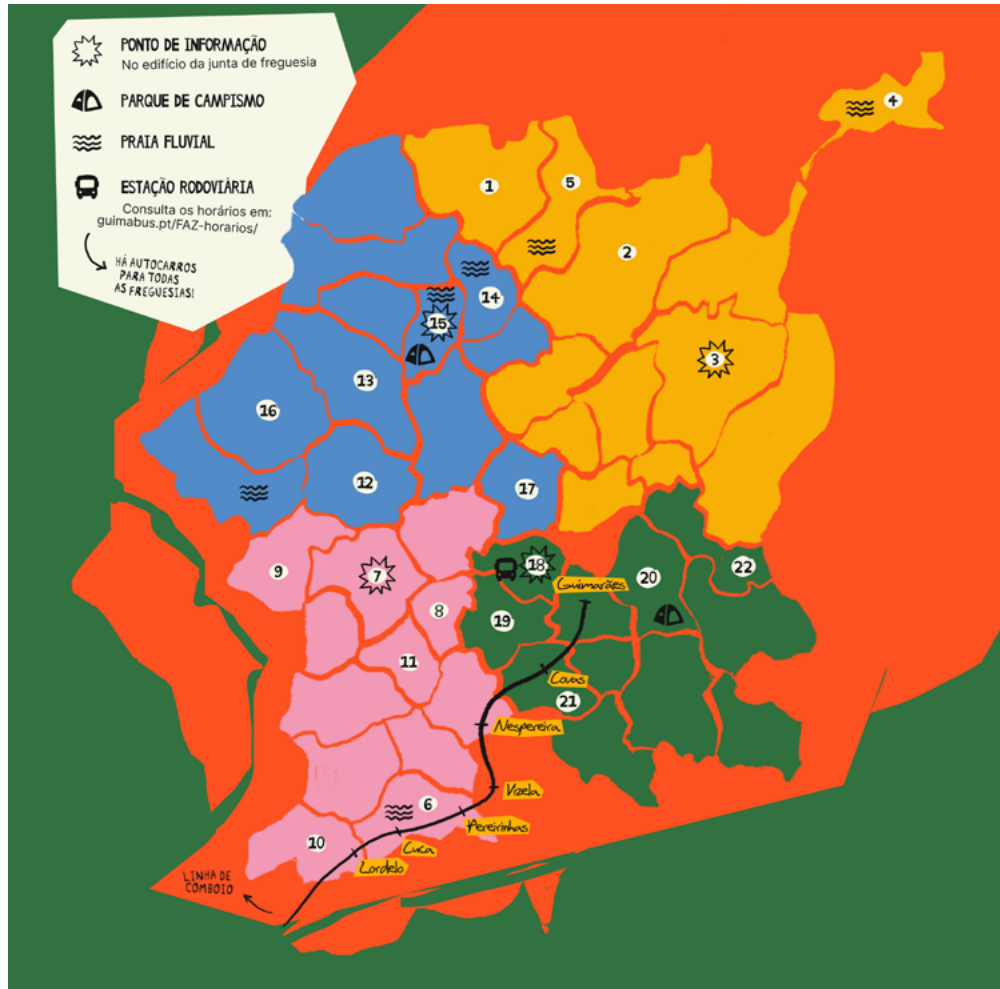 PONTO DE INFORMAÇÃO
No edifício da junta de freguesia
PARQUE DE CAMPISMO
PRAIA FLUVIAL
ESTAÇÃO RODOVIÁRIA
Consulta os horários em:
guimabus.pt/FAZ-horarios/
HÁ AUTOCARROS
PARA TODAS
AS FREGUESIAS!
4
1
5
2
14
15
3
13
16
12
17
9
7
18
20
22
Guimarães
8
19
11
Covas
21
Nespereira
Vizela
6
Pereirinhas
10
Cuca
Lordelo
LINHA DE
COMBOIO